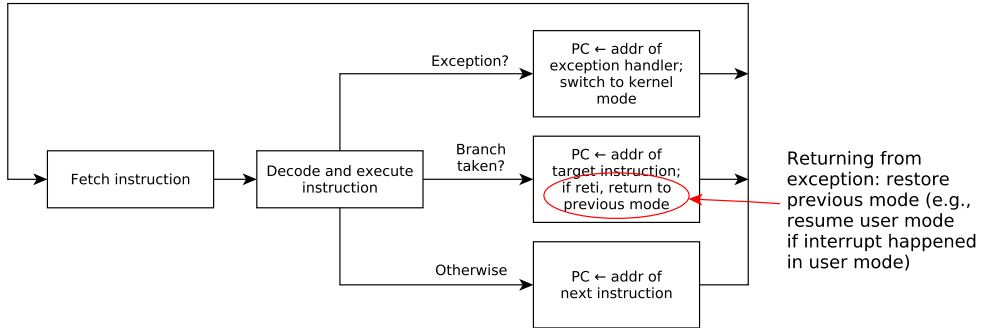 Exception?
PC ← addr of
exception handler;
switch to kernel
mode
Fetch instruction
Decode and execute
instruction
Branch
taken?
PC ← addr of
target instruction;
if reti, return to
previous mode
Returning from
exception: restore
previous mode (e.g.,
resume user mode
if interrupt happened
in user mode)
Otherwise
PC ← addr of
next instruction